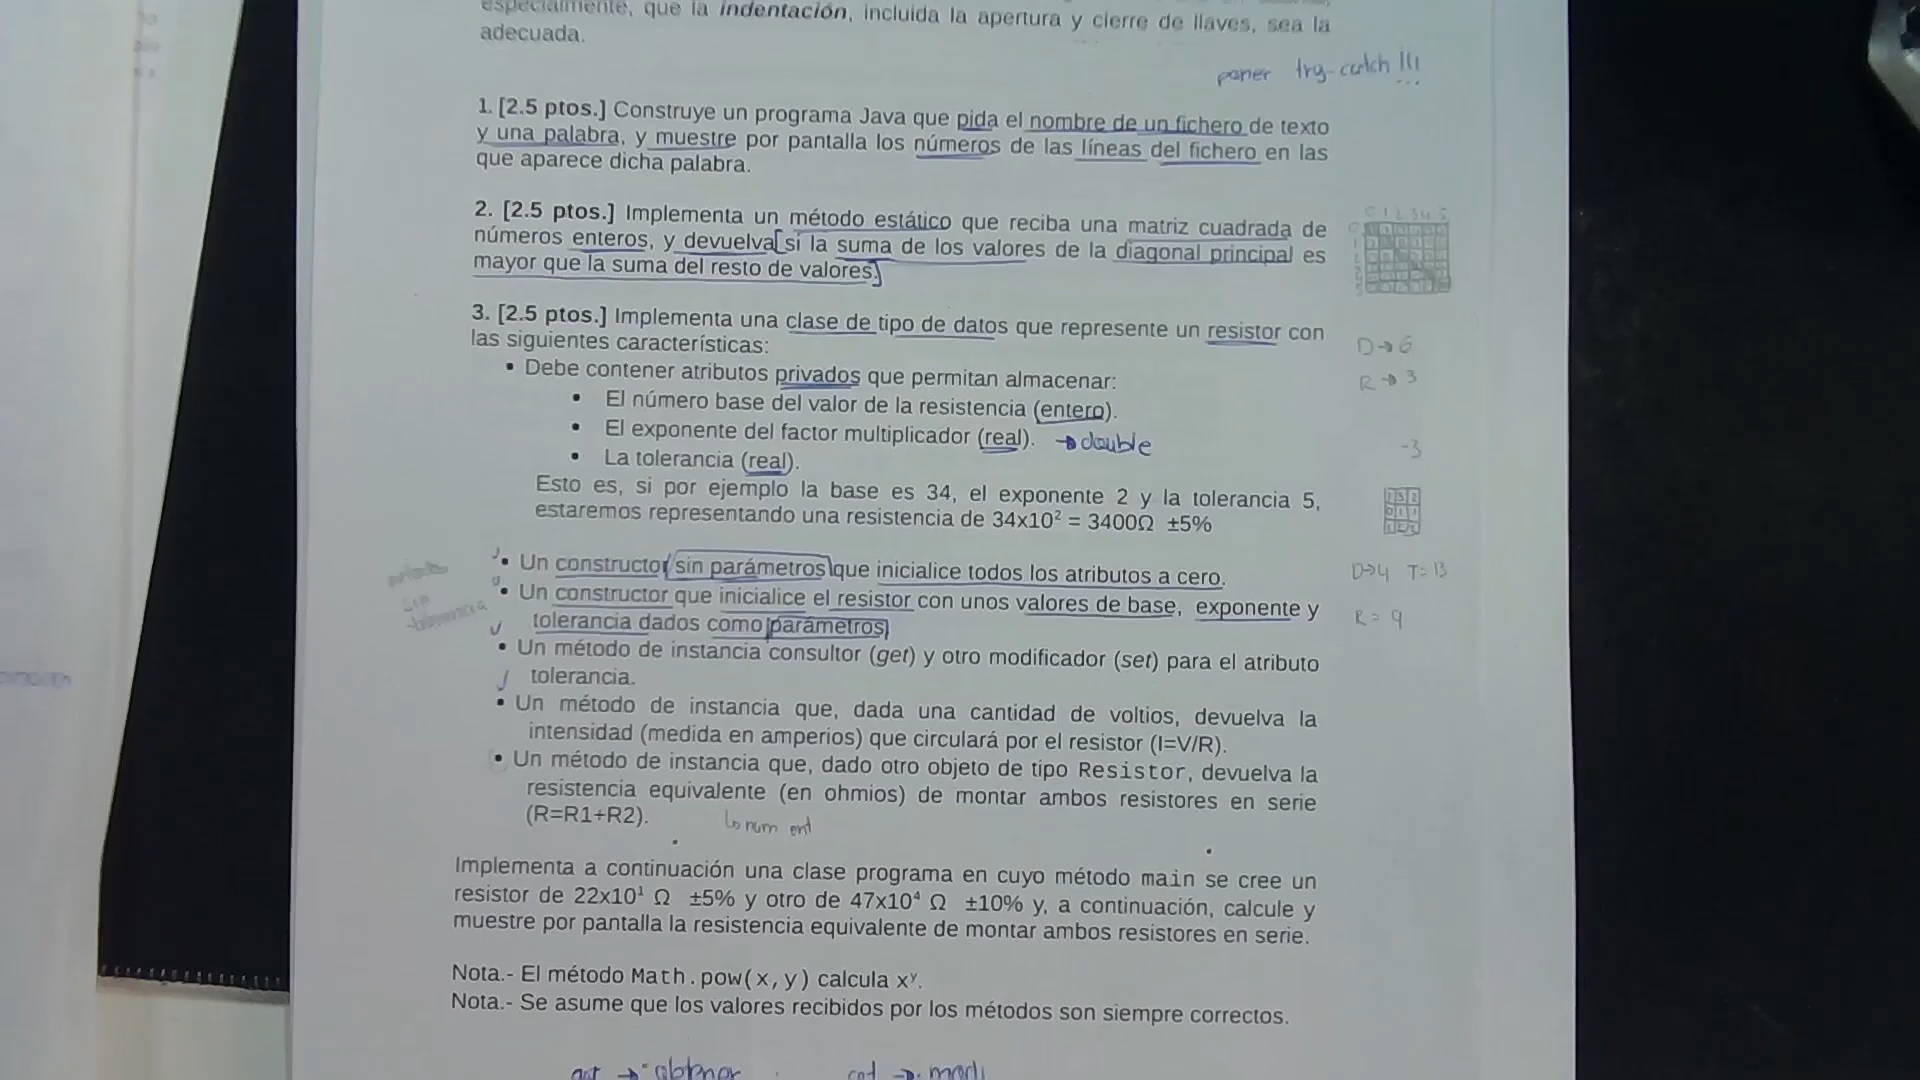 especialmente, que la indentación, incluida la apertura y cierre de llaves, sea la
adecuada.
poner try-catch !!!
1. [2.5 ptos.] Construye un programa Java que pida el nombre de un fichero de texto
y una palabra, y muestre por pantalla los números de las líneas del fichero en las
que aparece dicha palabra.
2. [2.5 ptos.] Implementa un método estático que reciba una matriz cuadrada de
números enteros, y devuelva si la suma de los valores de la diagonal principal es
mayor que la suma del resto de valores.
3. [2.5 ptos.] Implementa una clase de tipo de datos que represente un resistor con
las siguientes características:
D→6
• Debe contener atributos privados que permitan almacenar:
R→3
• El número base del valor de la resistencia (entero).
• El exponente del factor multiplicador (real). → double
-3
• La tolerancia (real).
Esto es, si por ejemplo la base es 34, el exponente 2 y la tolerancia 5,
estaremos representando una resistencia de 34x10² = 3400Ω ±5%
• Un constructor sin parámetros que inicialice todos los atributos a cero.
D→4 T=13
• Un constructor que inicialice el resistor con unos valores de base, exponente y
tolerancia dados como parámetros
R=9
• Un método de instancia consultor (get) y otro modificador (set) para el atributo
tolerancia.
• Un método de instancia que, dada una cantidad de voltios, devuelva la
intensidad (medida en amperios) que circulará por el resistor (I=V/R).
• Un método de instancia que, dado otro objeto de tipo Resistor, devuelva la
resistencia equivalente (en ohmios) de montar ambos resistores en serie
(R=R1+R2).
↳ num ent
Implementa a continuación una clase programa en cuyo método main se cree un
resistor de 22x10¹ Ω ±5% y otro de 47x10⁴ Ω ±10% y, a continuación, calcule y
muestre por pantalla la resistencia equivalente de montar ambos resistores en serie.
Nota.- El método Math.pow(x,y) calcula xʸ.
Nota.- Se asume que los valores recibidos por los métodos son siempre correctos.
get → obtener